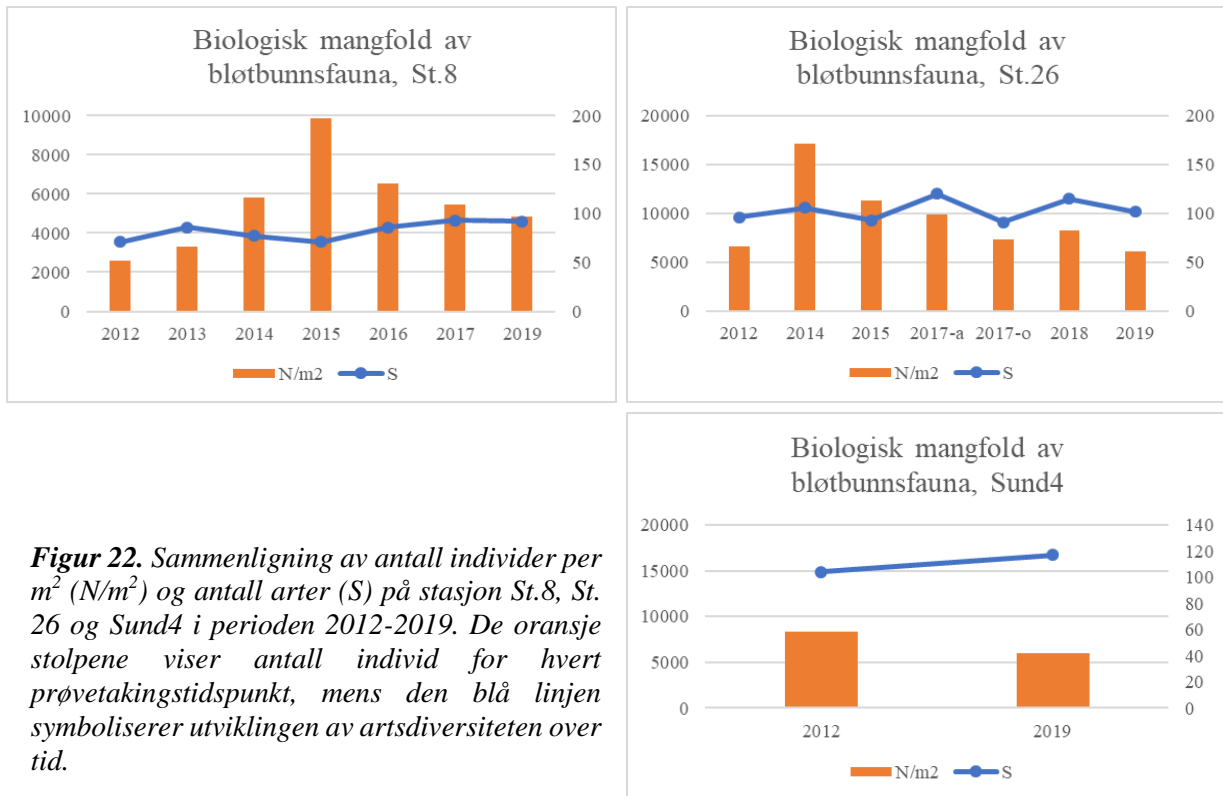 Biologisk mangfold av
bløtbunnsfauna, St.8
10000
8000
6000
4000
2000
0
200
150
100
50
0
2012 2013 2014 2015 2016 2017 2019
N/m2 S
Biologisk mangfold av
bløtbunnsfauna, St.26
20000
15000
10000
5000
0
200
150
100
50
0
2012 2014 2015 2017-a 2017-o 2018 2019
N/m2 S
Figur 22. Sammenligning av antall individer per
m² (N/m²) og antall arter (S) på stasjon St.8, St.
26 og Sund4 i perioden 2012-2019. De oransje
stolpene viser antall individ for hvert
prøvetakingstidspunkt, mens den blå linjen
symboliserer utviklingen av artsdiversiteten over
tid.
Biologisk mangfold av
bløtbunnsfauna, Sund4
20000
15000
10000
5000
0
140
120
100
80
60
40
20
0
2012 2019
N/m2 S